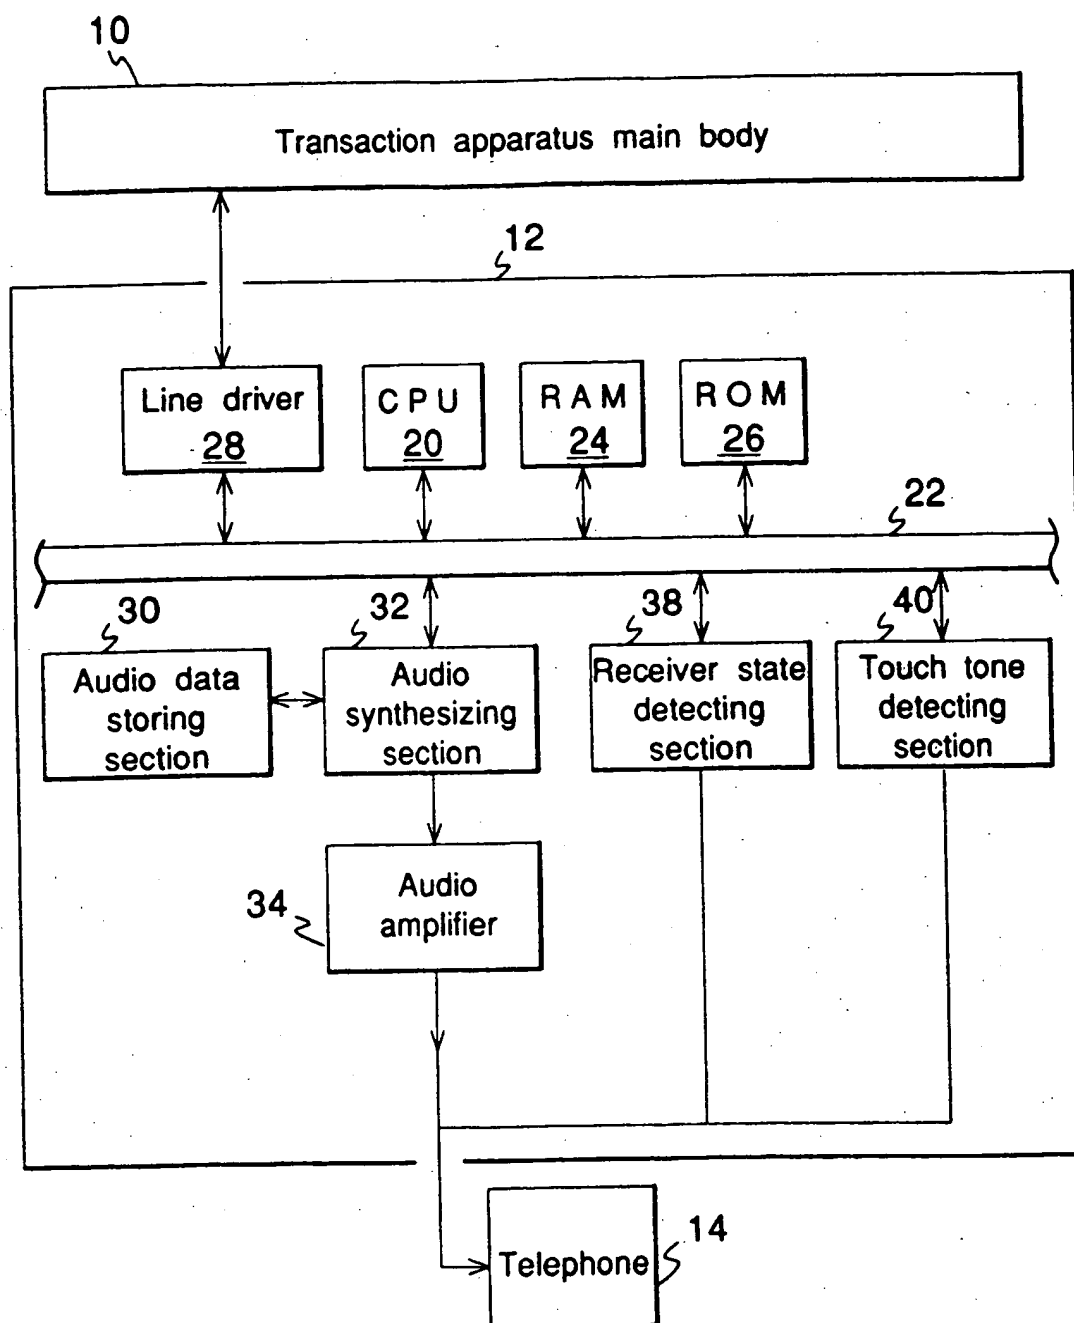 10
Transaction apparatus main body
12
Line driver
28
CPU
20
RAM
24
ROM
26
22
30
32
38
40
Audio data
storing
section
Audio
synthesizing
section
Receiver state
detecting
section
Touch tone
detecting
section
34
Audio
amplifier
Telephone
14